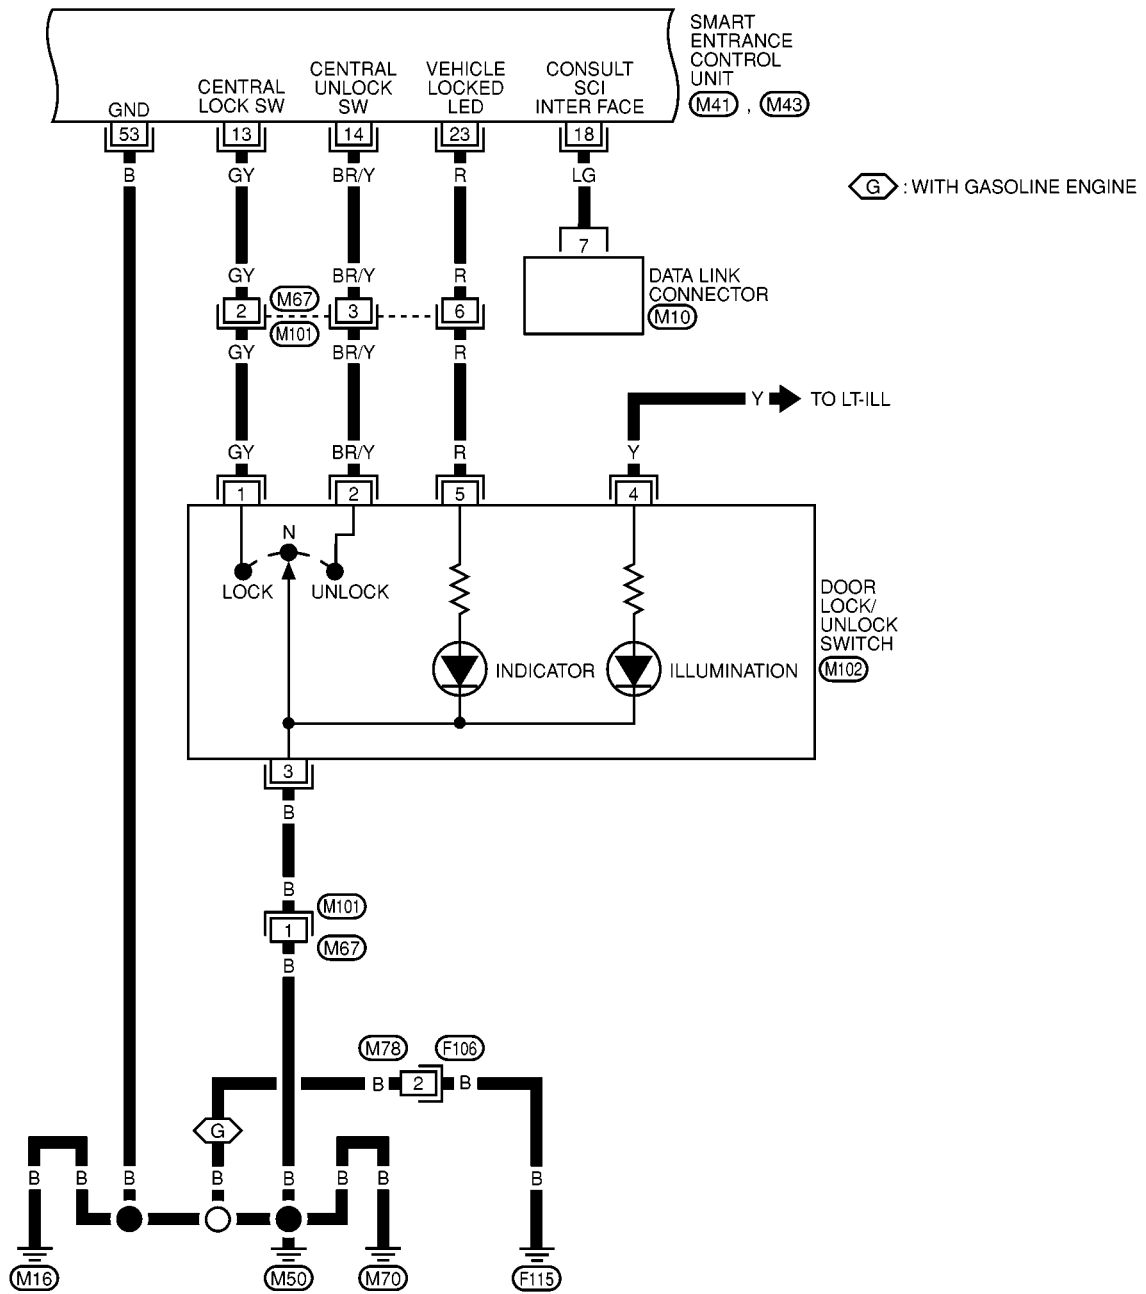 SMART
ENTRANCE
CONTROL
UNIT
M41 , M43
GND
CENTRAL
LOCK SW
CENTRAL
UNLOCK
SW
VEHICLE
LOCKED
LED
CONSULT
SCI
INTER FACE
53 13 14 23 18
B GY BR/Y R LG
G : WITH GASOLINE ENGINE
7
DATA LINK
CONNECTOR
M10
GY BR/Y R
M67
2 3 6
M101
GY BR/Y R
Y TO LT-ILL
GY BR/Y R Y
1 2 5 4
N
LOCK UNLOCK
INDICATOR ILLUMINATION
DOOR
LOCK/
UNLOCK
SWITCH
M102
3
B
B
M101
1
M67
B
M78 F106
B 2 B
G
B B B B B B B B
M16 M50 M70 F115